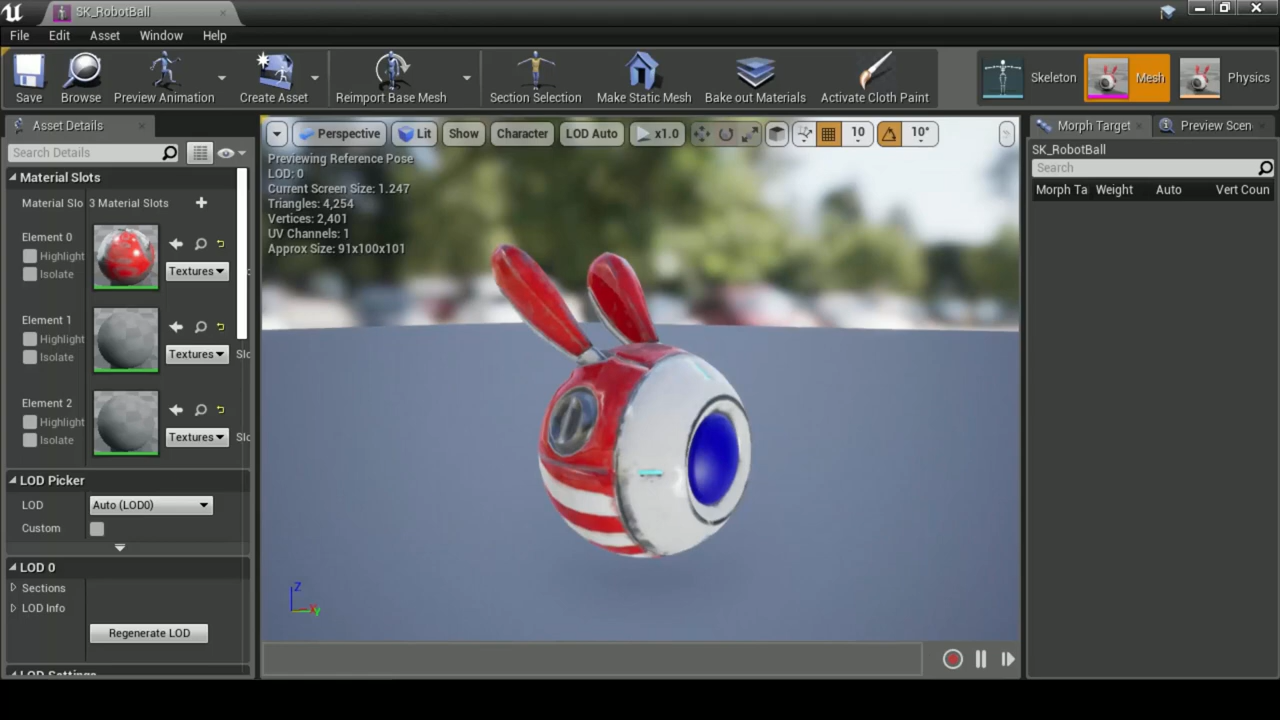 SK_RobotBall
File Edit Asset Window Help
Save Browse Preview Animation Create Asset Reimport Base Mesh Section Selection Make Static Mesh Bake out Materials Activate Cloth Paint Skeleton Mesh Physics
Asset Details
Search Details
Material Slots
Material Slo 3 Material Slots
Element 0
Highlight
Isolate
Textures
Element 1
Highlight
Isolate
Textures Slo
Element 2
Highlight
Isolate
Textures Slo
LOD Picker
LOD Auto (LOD0)
Custom
LOD 0
Sections
LOD Info
Regenerate LOD
LOD Settings
Perspective Lit Show Character LOD Auto x1.0 10 10°
Previewing Reference Pose
LOD: 0
Current Screen Size: 1.247
Triangles: 4,254
Vertices: 2,401
UV Channels: 1
Approx Size: 91x100x101
Z
X Y
Morph Target Preview Scen
SK_RobotBall
Search
Morph Ta Weight Auto Vert Coun